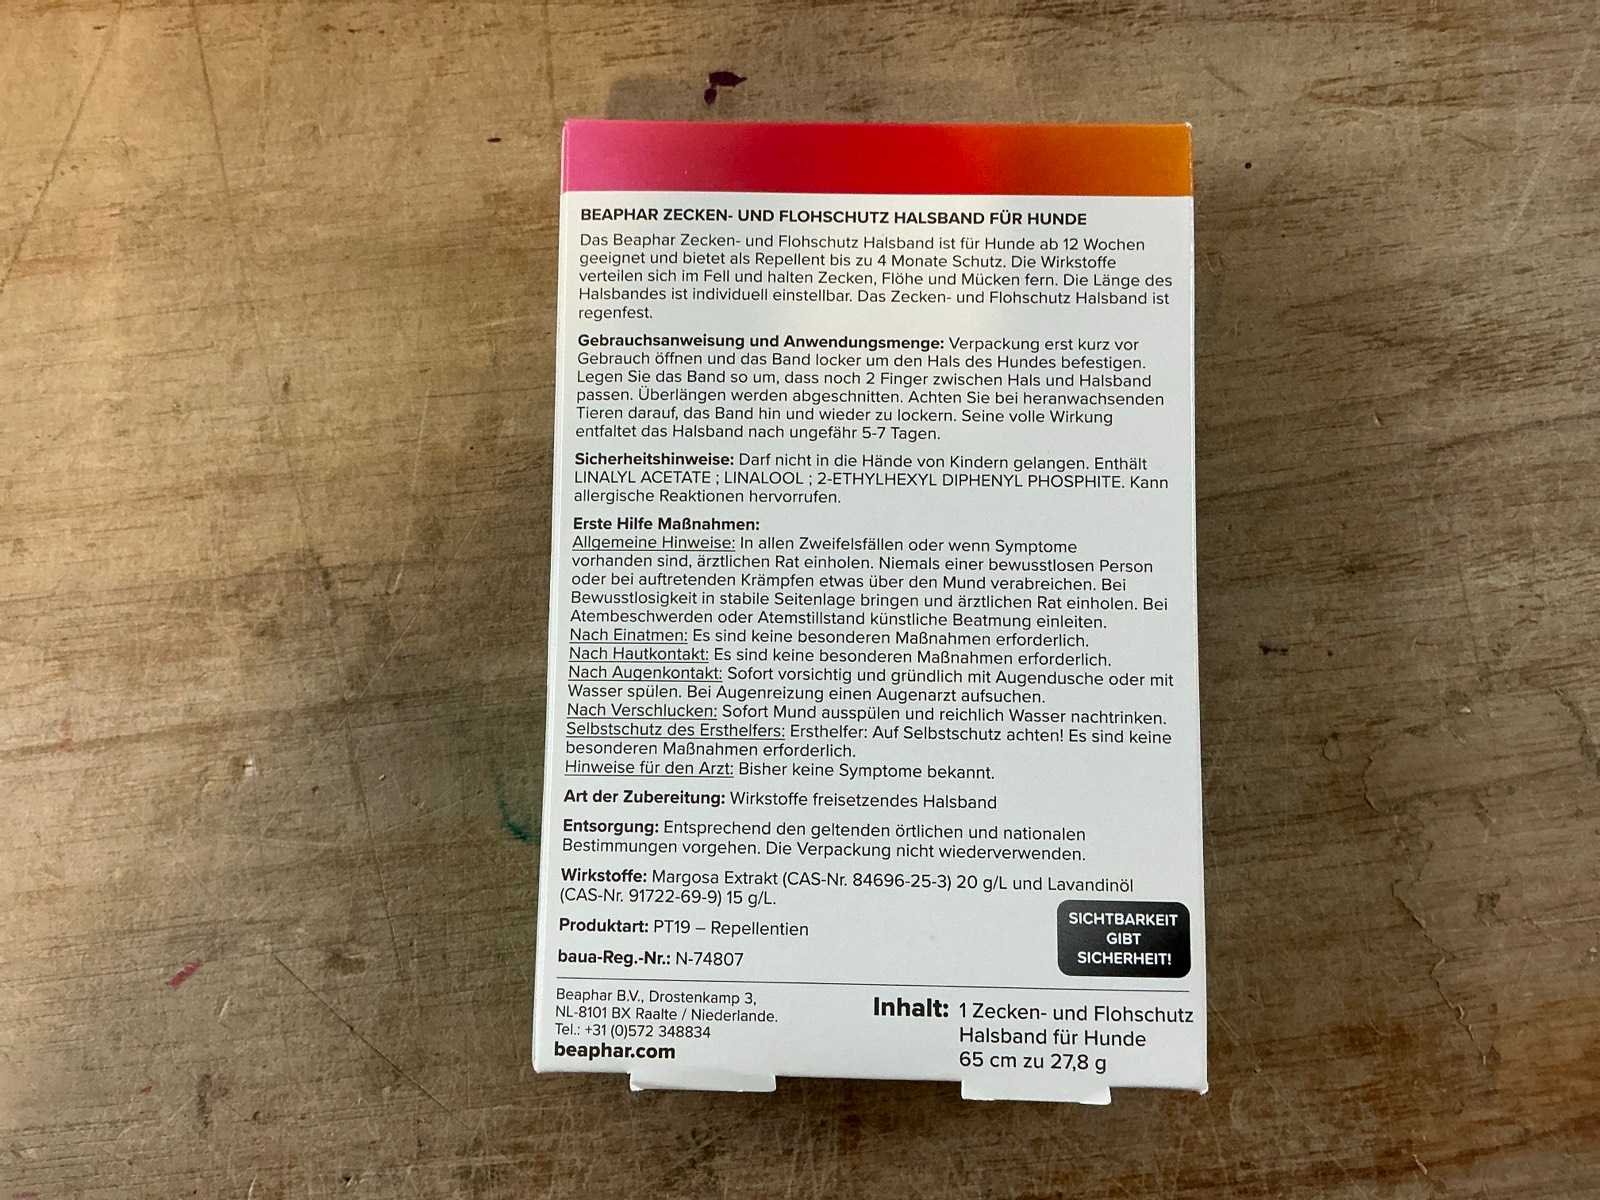 BEAPHAR ZECKEN- UND FLOHSCHUTZ HALSBAND FÜR HUNDE
Das Beaphar Zecken- und Flohschutz Halsband ist für Hunde ab 12 Wochen
geeignet und bietet als Repellent bis zu 4 Monate Schutz. Die Wirkstoffe
verteilen sich im Fell und halten Zecken, Flöhe und Mücken fern. Die Länge des
Halsbandes ist individuell einstellbar. Das Zecken- und Flohschutz Halsband ist
regenfest.
Gebrauchsanweisung und Anwendungsmenge: Verpackung erst kurz vor
Gebrauch öffnen und das Band locker um den Hals des Hundes befestigen.
Legen Sie das Band so um, dass noch 2 Finger zwischen Hals und Halsband
passen. Überlängen werden abgeschnitten. Achten Sie bei heranwachsenden
Tieren darauf, das Band hin und wieder zu lockern. Seine volle Wirkung
entfaltet das Halsband nach ungefähr 5-7 Tagen.
Sicherheitshinweise: Darf nicht in die Hände von Kindern gelangen. Enthält
LINALYL ACETATE ; LINALOOL ; 2-ETHYLHEXYL DIPHENYL PHOSPHITE. Kann
allergische Reaktionen hervorrufen.
Erste Hilfe Maßnahmen:
Allgemeine Hinweise: In allen Zweifelsfällen oder wenn Symptome
vorhanden sind, ärztlichen Rat einholen. Niemals einer bewusstlosen Person
oder bei auftretenden Krämpfen etwas über den Mund verabreichen. Bei
Bewusstlosigkeit in stabile Seitenlage bringen und ärztlichen Rat einholen. Bei
Atembeschwerden oder Atemstillstand künstliche Beatmung einleiten.
Nach Einatmen: Es sind keine besonderen Maßnahmen erforderlich.
Nach Hautkontakt: Es sind keine besonderen Maßnahmen erforderlich.
Nach Augenkontakt: Sofort vorsichtig und gründlich mit Augendusche oder mit
Wasser spülen. Bei Augenreizung einen Augenarzt aufsuchen.
Nach Verschlucken: Sofort Mund ausspülen und reichlich Wasser nachtrinken.
Selbstschutz des Ersthelfers: Ersthelfer: Auf Selbstschutz achten! Es sind keine
besonderen Maßnahmen erforderlich.
Hinweise für den Arzt: Bisher keine Symptome bekannt.
Art der Zubereitung: Wirkstoffe freisetzendes Halsband
Entsorgung: Entsprechend den geltenden örtlichen und nationalen
Bestimmungen vorgehen. Die Verpackung nicht wiederverwenden.
Wirkstoffe: Margosa Extrakt (CAS-Nr. 84696-25-3) 20 g/L und Lavandinöl
(CAS-Nr. 91722-69-9) 15 g/L.
Produktart: PT19 – Repellentien
baua-Reg.-Nr.: N-74807
SICHTBARKEIT
GIBT
SICHERHEIT!
Beaphar B.V., Drostenkamp 3,
NL-8101 BX Raalte / Niederlande.
Tel.: +31 (0)572 348834
beaphar.com
Inhalt: 1 Zecken- und Flohschutz
Halsband für Hunde
65 cm zu 27,8 g